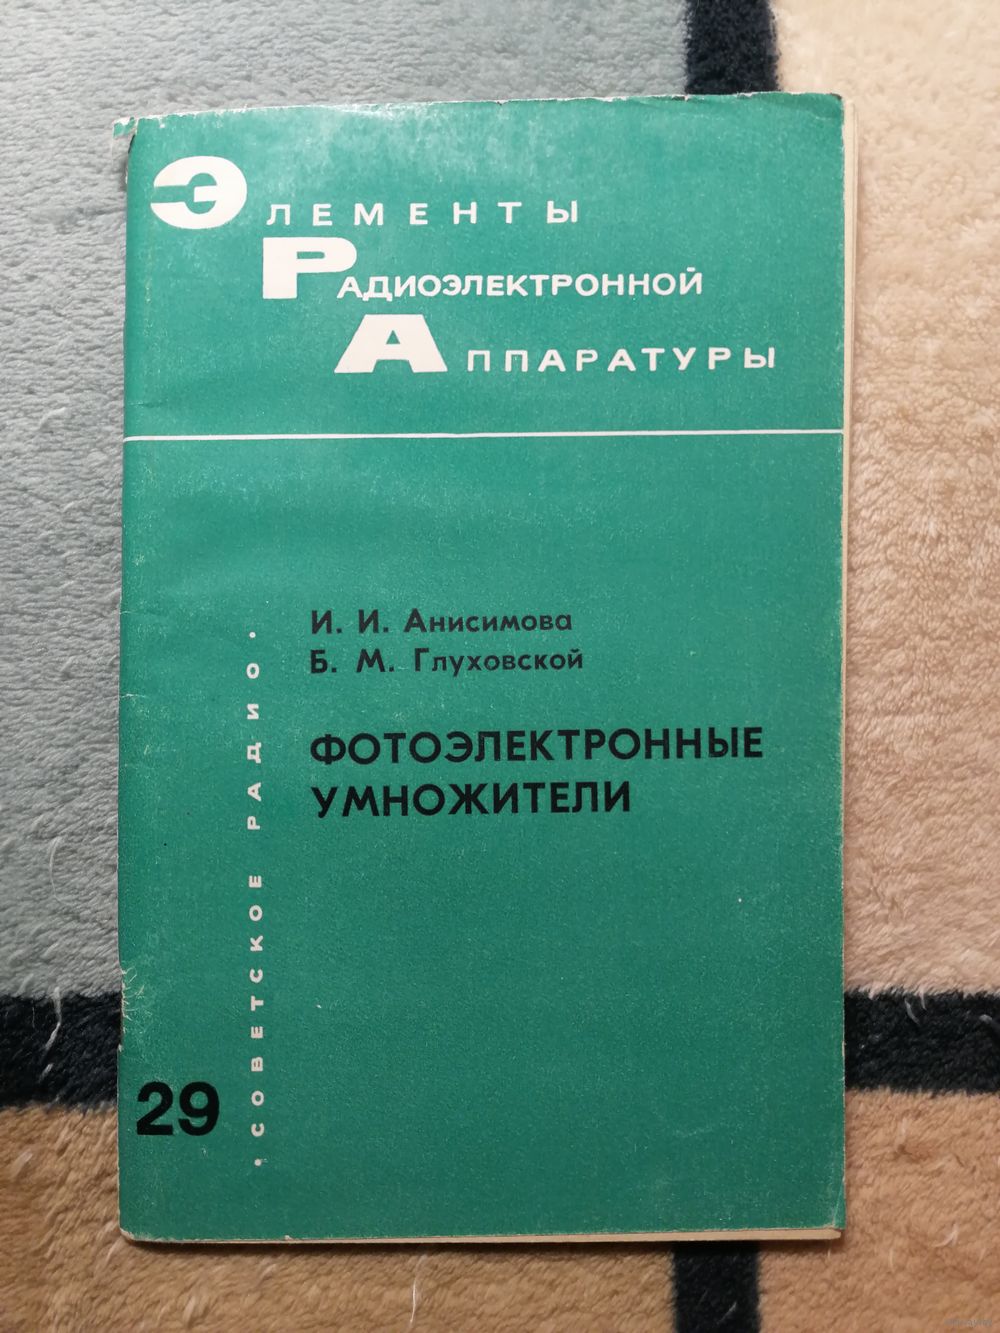 Элементы
Радиоэлектронной
Аппаратуры
И. И. Анисимова
Б. М. Глуховской
ФОТОЭЛЕКТРОННЫЕ
УМНОЖИТЕЛИ
• СОВЕТСКОЕ РАДИО •
29